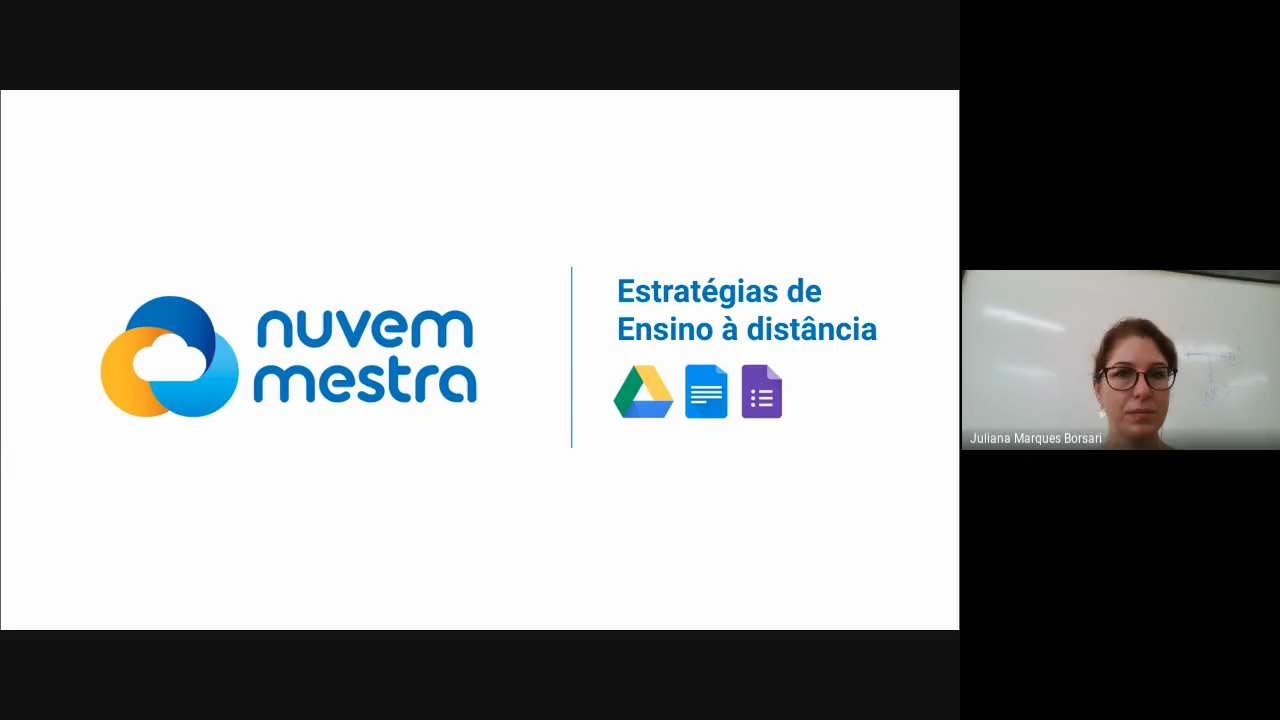 nuvem
mestra
Estratégias de
Ensino à distância
Juliana Marques Borsari